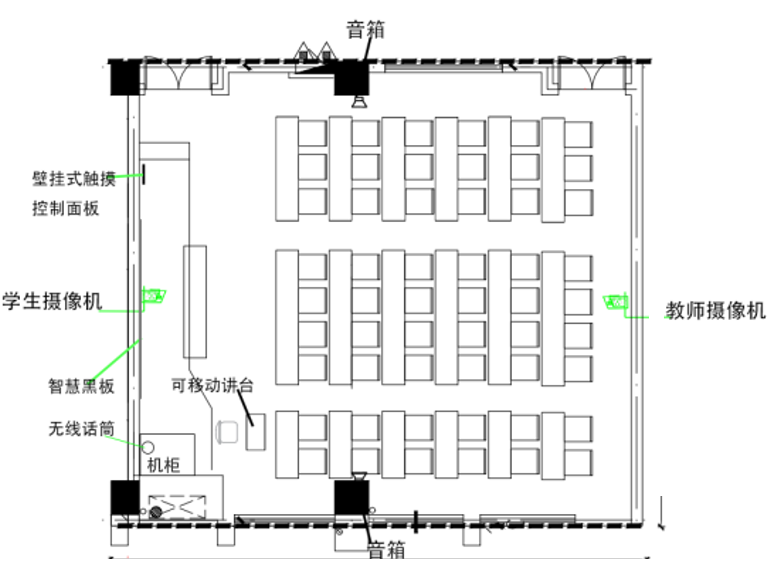 音箱
壁挂式触摸
控制面板
学生摄像机
教师摄像机
智慧黑板
可移动讲台
无线话筒
机柜
音箱